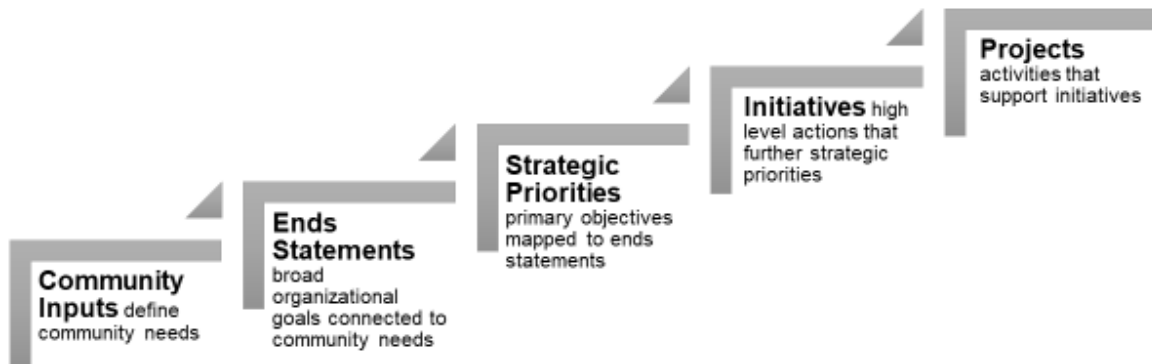 Community
Inputs define
community needs
Ends
Statements
broad
organizational
goals connected to
community needs
Strategic
Priorities
primary objectives
mapped to ends
statements
Initiatives high
level actions that
further strategic
priorities
Projects
activities that
support initiatives